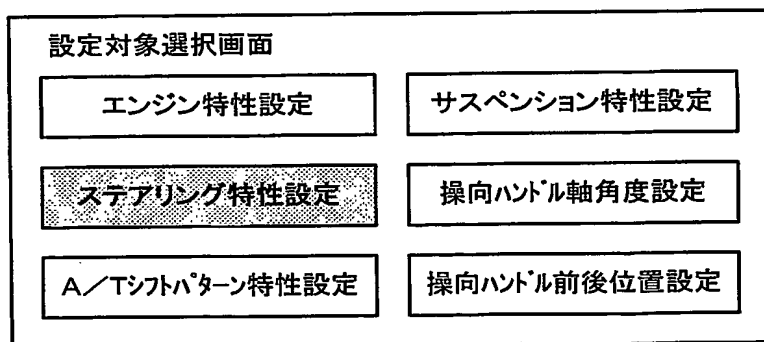 設定対象選択画面
エンジン特性設定
サスペンション特性設定
ステアリング特性設定
操向ﾊﾝﾄﾞﾙ軸角度設定
A／Tｼﾌﾄﾊﾟﾀｰﾝ特性設定
操向ﾊﾝﾄﾞﾙ前後位置設定